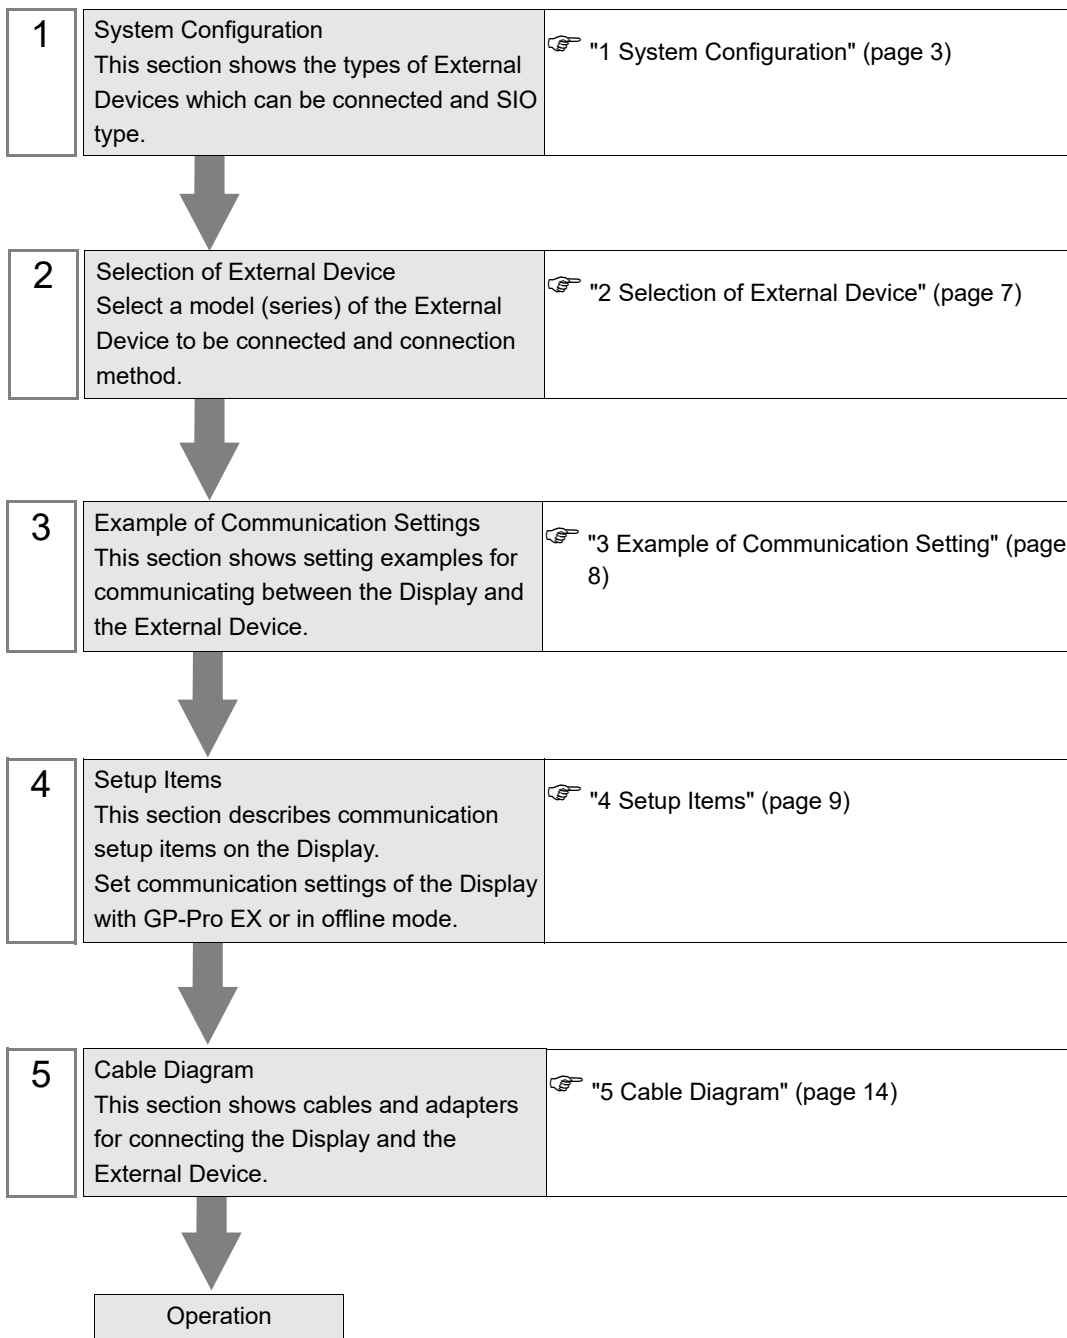 1
System Configuration
This section shows the types of External
Devices which can be connected and SIO
type.
"1 System Configuration" (page 3)
2
Selection of External Device
Select a model (series) of the External
Device to be connected and connection
method.
"2 Selection of External Device" (page 7)
3
Example of Communication Settings
This section shows setting examples for
communicating between the Display and
the External Device.
"3 Example of Communication Setting" (page
8)
4
Setup Items
This section describes communication
setup items on the Display.
Set communication settings of the Display
with GP-Pro EX or in offline mode.
"4 Setup Items" (page 9)
5
Cable Diagram
This section shows cables and adapters
for connecting the Display and the
External Device.
"5 Cable Diagram" (page 14)
Operation